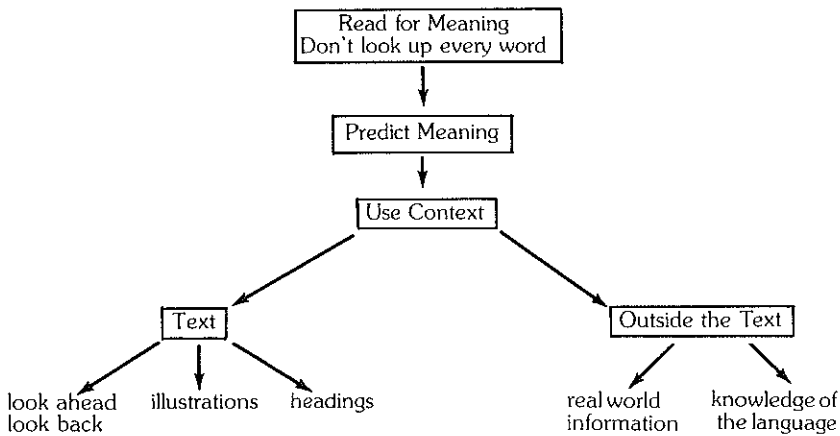 Read for Meaning
Don't look up every word
Predict Meaning
Use Context
Text
Outside the Text
look ahead
look back
illustrations
headings
real world
information
knowledge of
the language